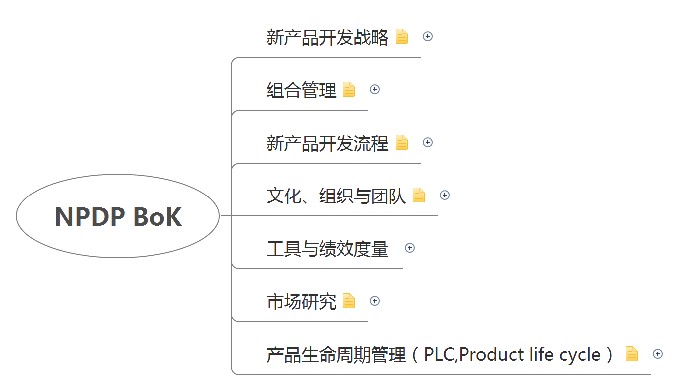 新产品开发战略
组合管理
新产品开发流程
文化、组织与团队
NPDP BoK
工具与绩效度量
市场研究
产品生命周期管理（PLC,Product life cycle）